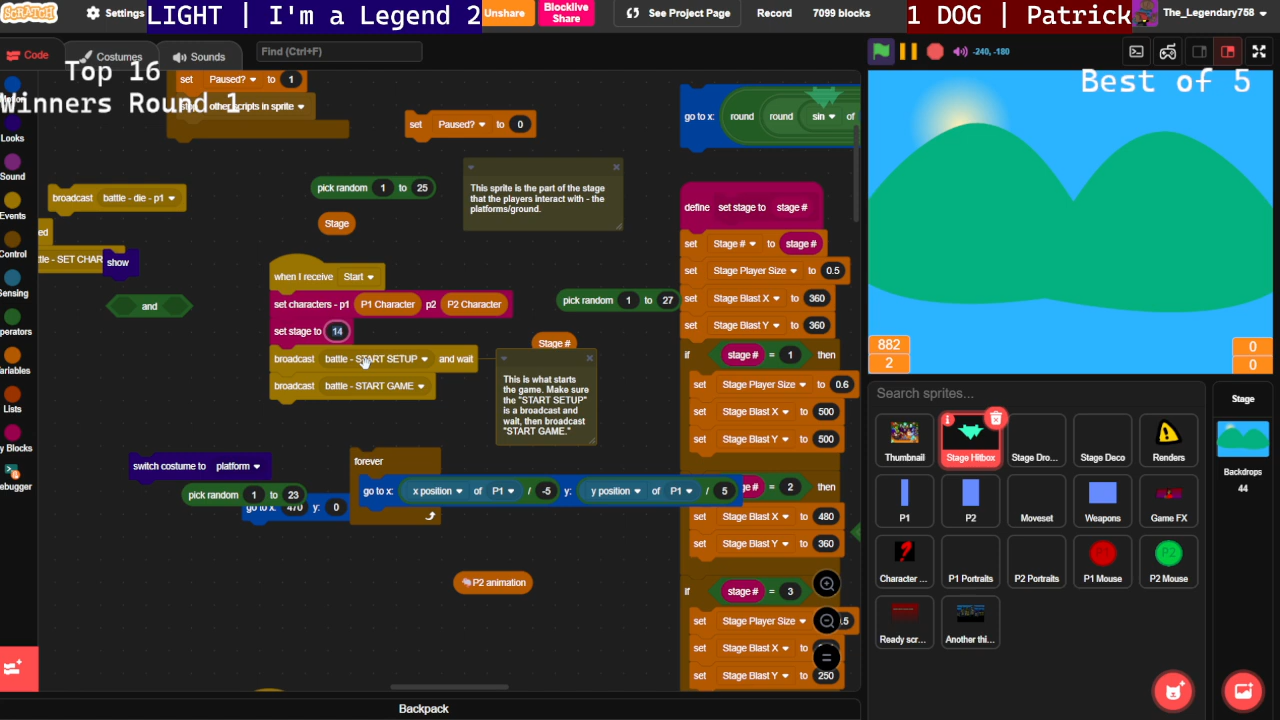 SCRATCH
Settings
LIGHT | I'm a Legend 2
Unshare
Blocklive
Share
See Project Page
Record
7099 blocks
1 DOG | Patrick
The_Legendary758
Code
Costumes
Sounds
Find (Ctrl+F)
-240, -180
Top 16
Winners Round 1
Best of 5
Looks
Sound
Events
Control
Sensing
Operators
Variables
Lists
My Blocks
Debugger
set Paused? to 1
other scripts in sprite
set Paused? to 0
pick random 1 to 25
This sprite is the part of the
stage that the players interact with - the
platforms/ground.
Stage
broadcast battle - die - p1
ed
tle - SET CHAR
show
and
when I receive Start
set characters - p1 P1 Character p2 P2 Character
set stage to 14
broadcast battle - START SETUP and wait
broadcast battle - START GAME
pick random 1 to 27
Stage #
This is what starts
the game. Make sure
the "START SETUP"
is a broadcast and
wait, then broadcast
"START GAME."
switch costume to platform
pick random 1 to 23
go to x: 470 y: 0
forever
go to x: x position of P1 / -5 y: y position of P1 / 5
P2 animation
go to x: round round sin of
define set stage to stage #
set Stage # to stage #
set Stage Player Size to 0.5
set Stage Blast X to 360
set Stage Blast Y to 360
if stage # = 1 then
set Stage Player Size to 0.6
set Stage Blast X to 500
set Stage Blast Y to 500
ge # = 2 then
set Stage Blast X to 480
set Stage Blast Y to 360
if stage # = 3 then
set Stage Player Size to .5
set Stage Blast X to
set Stage Blast Y to 250
Backpack
882
2
0
0
Search sprites...
Stage
Backdrops
44
Thumbnail
Stage Hitbox
Stage Dro...
Stage Deco
Renders
P1
P2
Moveset
Weapons
Game FX
Character ...
P1 Portraits
P2 Portraits
P1 Mouse
P2 Mouse
Ready scr...
Another thi...